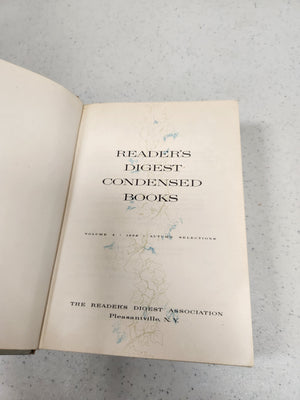 READER'S
DIGEST
CONDENSED
BOOKS
VOLUME · AUTUMN SELECTIONS
THE READER'S DIGEST ASSOCIATION
Pleasantville, N.Y.